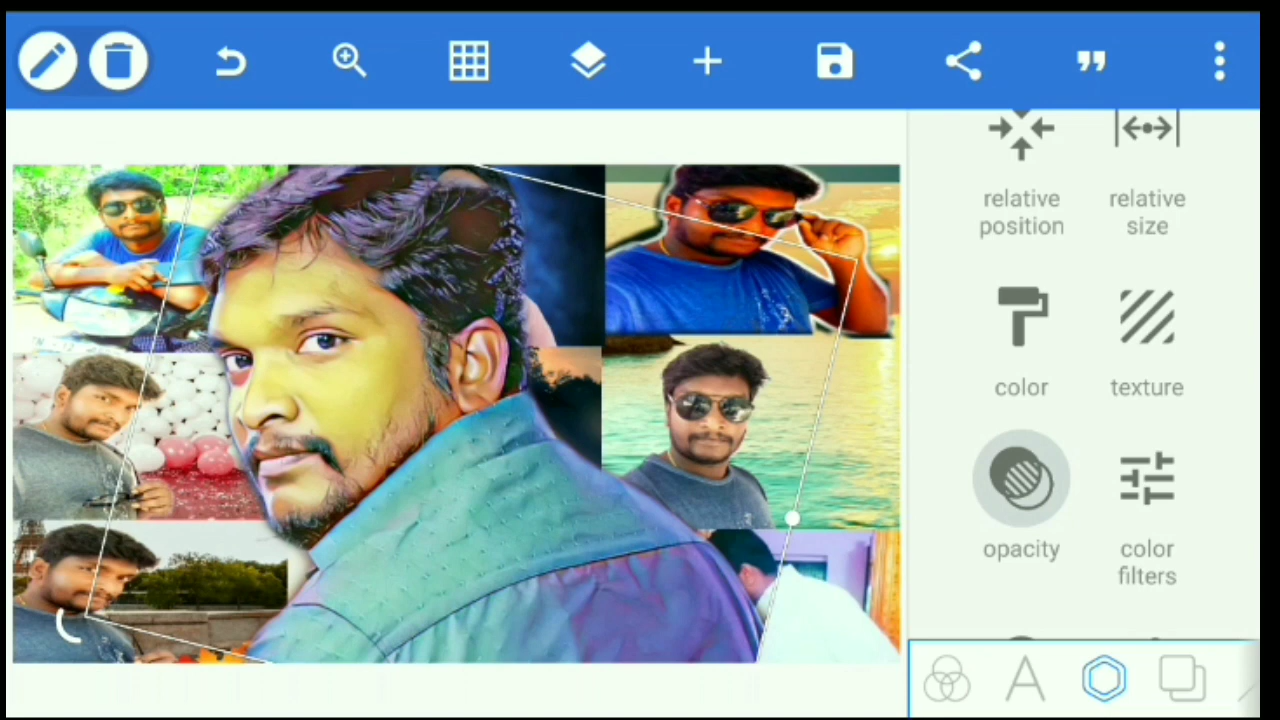 relative
position
relative
size
color
texture
opacity
color
filters